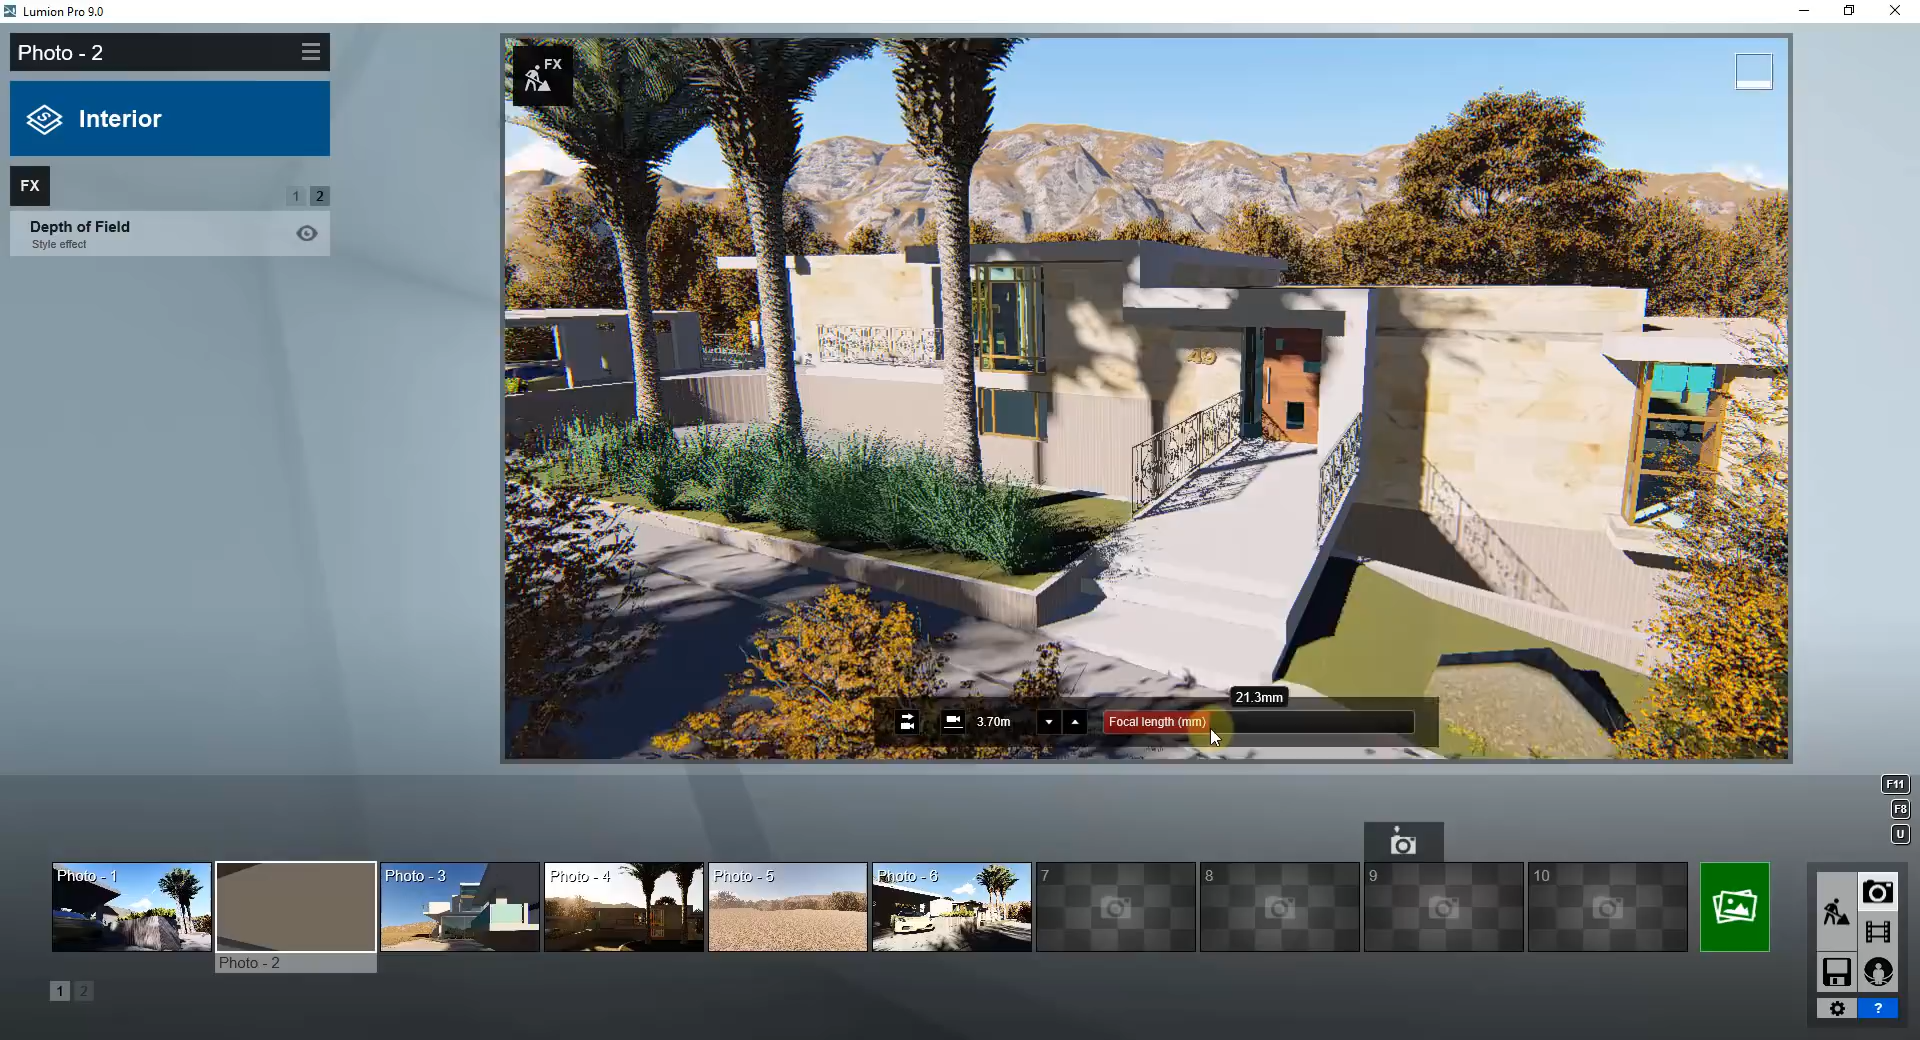 Lumion Pro 9.0
Photo - 2
Interior
FX
1 2
Depth of Field
Style effect
FX
49
21.3mm
3.70m
Focal length (mm)
F11
F8
U
Photo - 1
Photo - 3
Photo - 4
Photo - 5
Photo - 6
7
8
9
10
Photo - 2
1 2
?